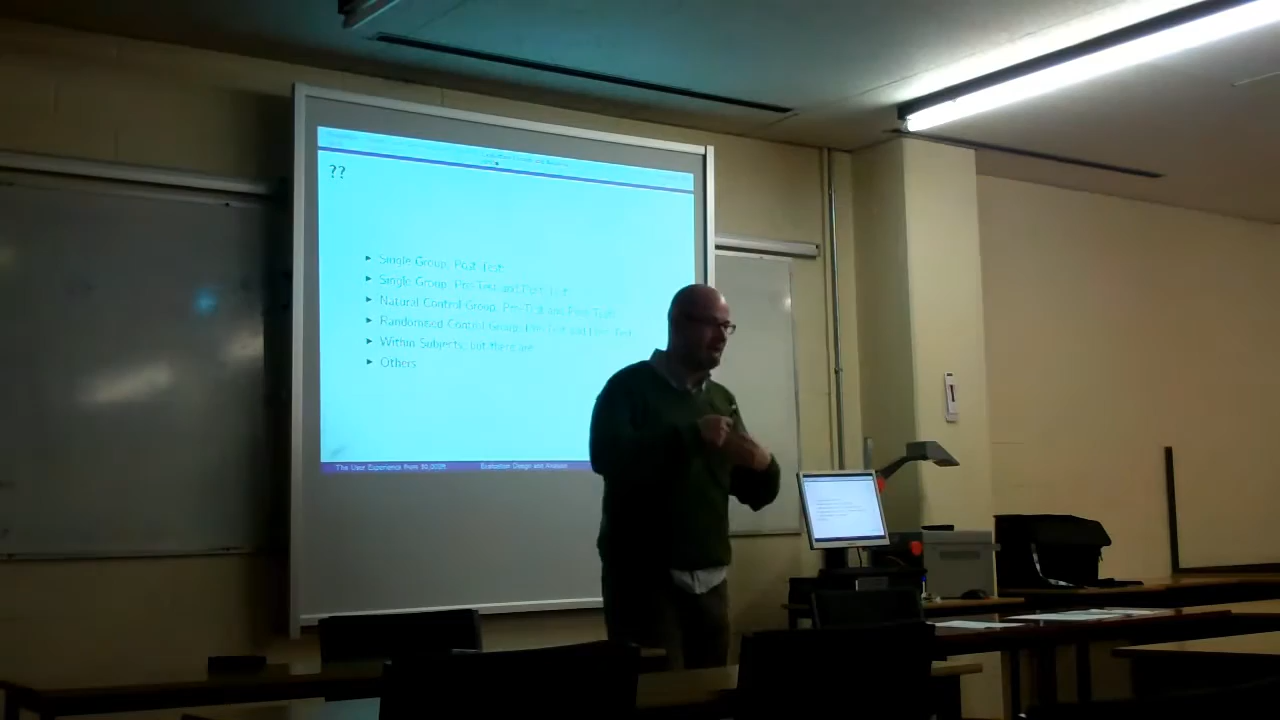 ??
Single Group, Post-Test
Single Group, Pre-Test and Post-Test
Natural Control Group, Pre-Test and Post-Test
Randomised Control Group, Pre-Test and Post-Test
Within Subjects, but there are
Others
The User Experience from 30,000ft
Evaluation Design and Analysis